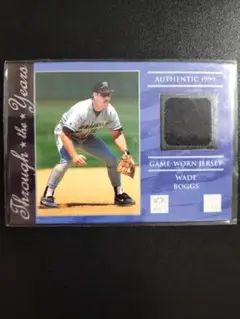 Through ★ the ★ Years
AUTHENTIC 1999
GAME-WORN JERSEY
WADE
BOGGS